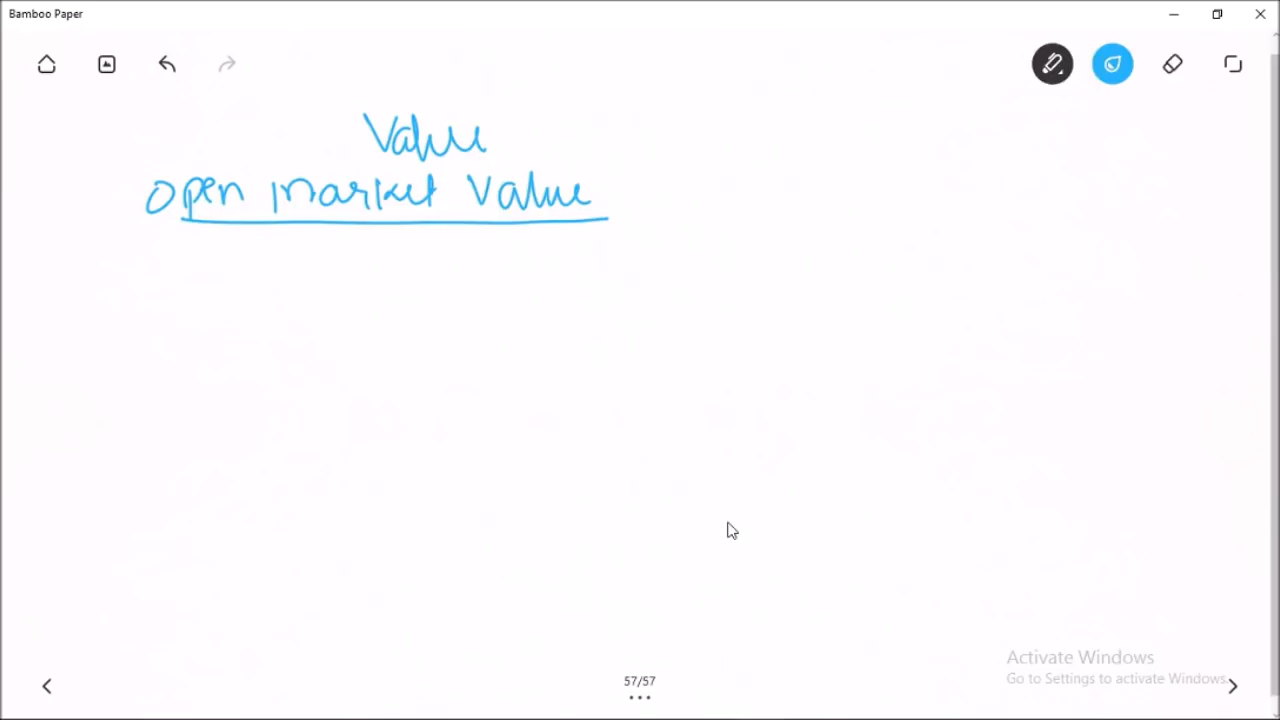 Bamboo Paper
Value
open market Value
Activate Windows
Go to Settings to activate Windows.
57/57